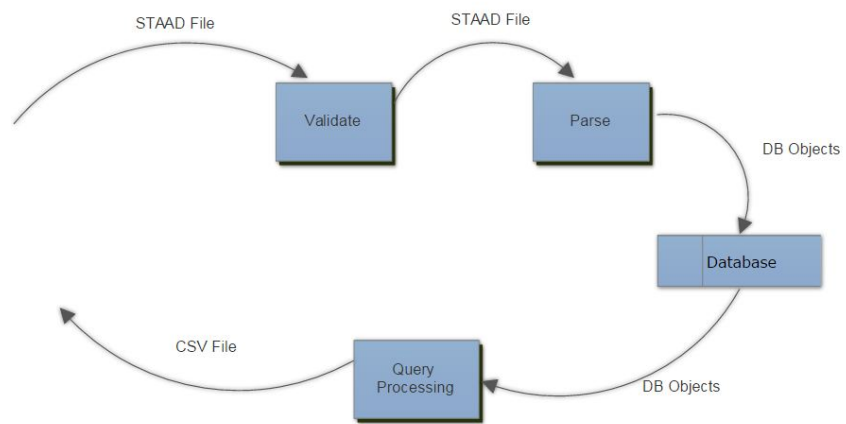 STAAD File
STAAD File
Validate
Parse
DB Objects
Database
CSV File
Query
Processing
DB Objects